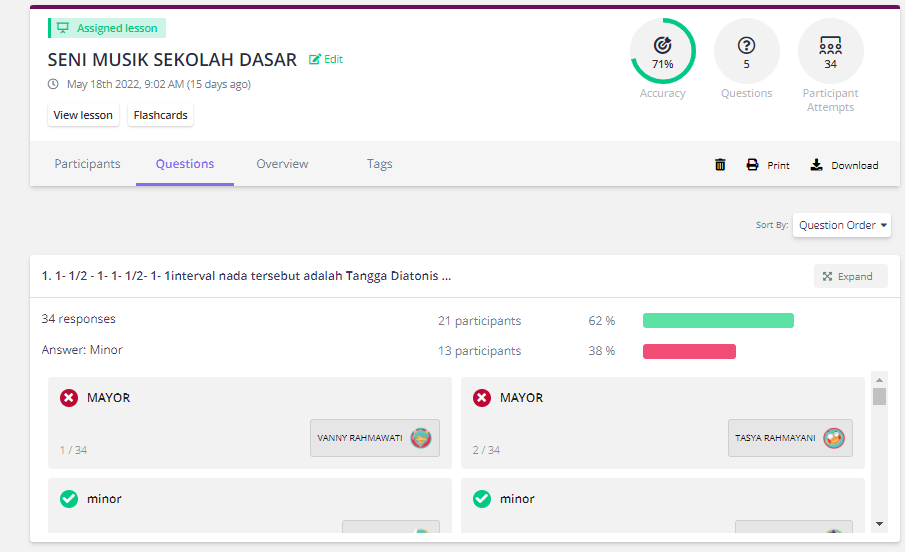 Assigned lesson
SENI MUSIK SEKOLAH DASAR Edit
May 18th 2022, 9:02 AM (15 days ago)
View lesson Flashcards
71%
Accuracy
5
Questions
34
Participant
Attempts
Participants Questions Overview Tags Print Download
Sort By: Question Order
1. 1- 1/2 - 1- 1- 1/2- 1- 1interval nada tersebut adalah Tangga Diatonis ... Expand
34 responses 21 participants 62 %
Answer: Minor 13 participants 38 %
MAYOR
VANNY RAHMAWATI
1 / 34
MAYOR
TASYA RAHMAYANI
2 / 34
minor
minor